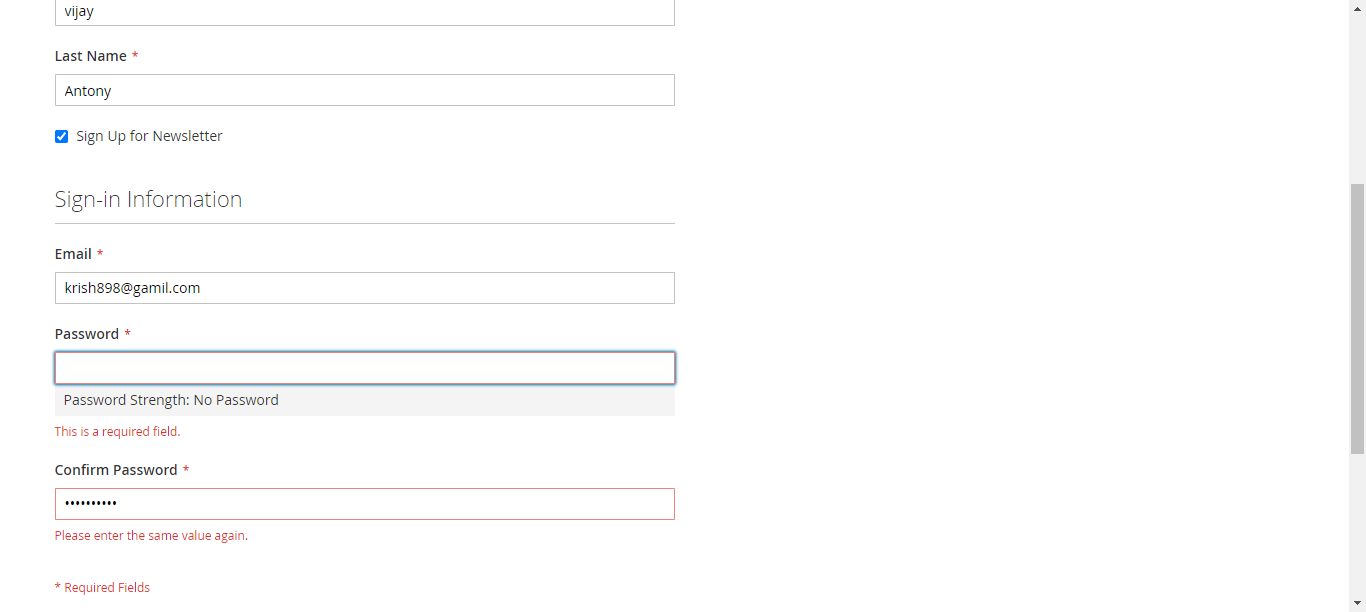 vijay
Last Name *
Antony
Sign Up for Newsletter
Sign-in Information
Email *
krish898@gamil.com
Password *
Password Strength: No Password
This is a required field.
Confirm Password *
••••••••••
Please enter the same value again.
* Required Fields